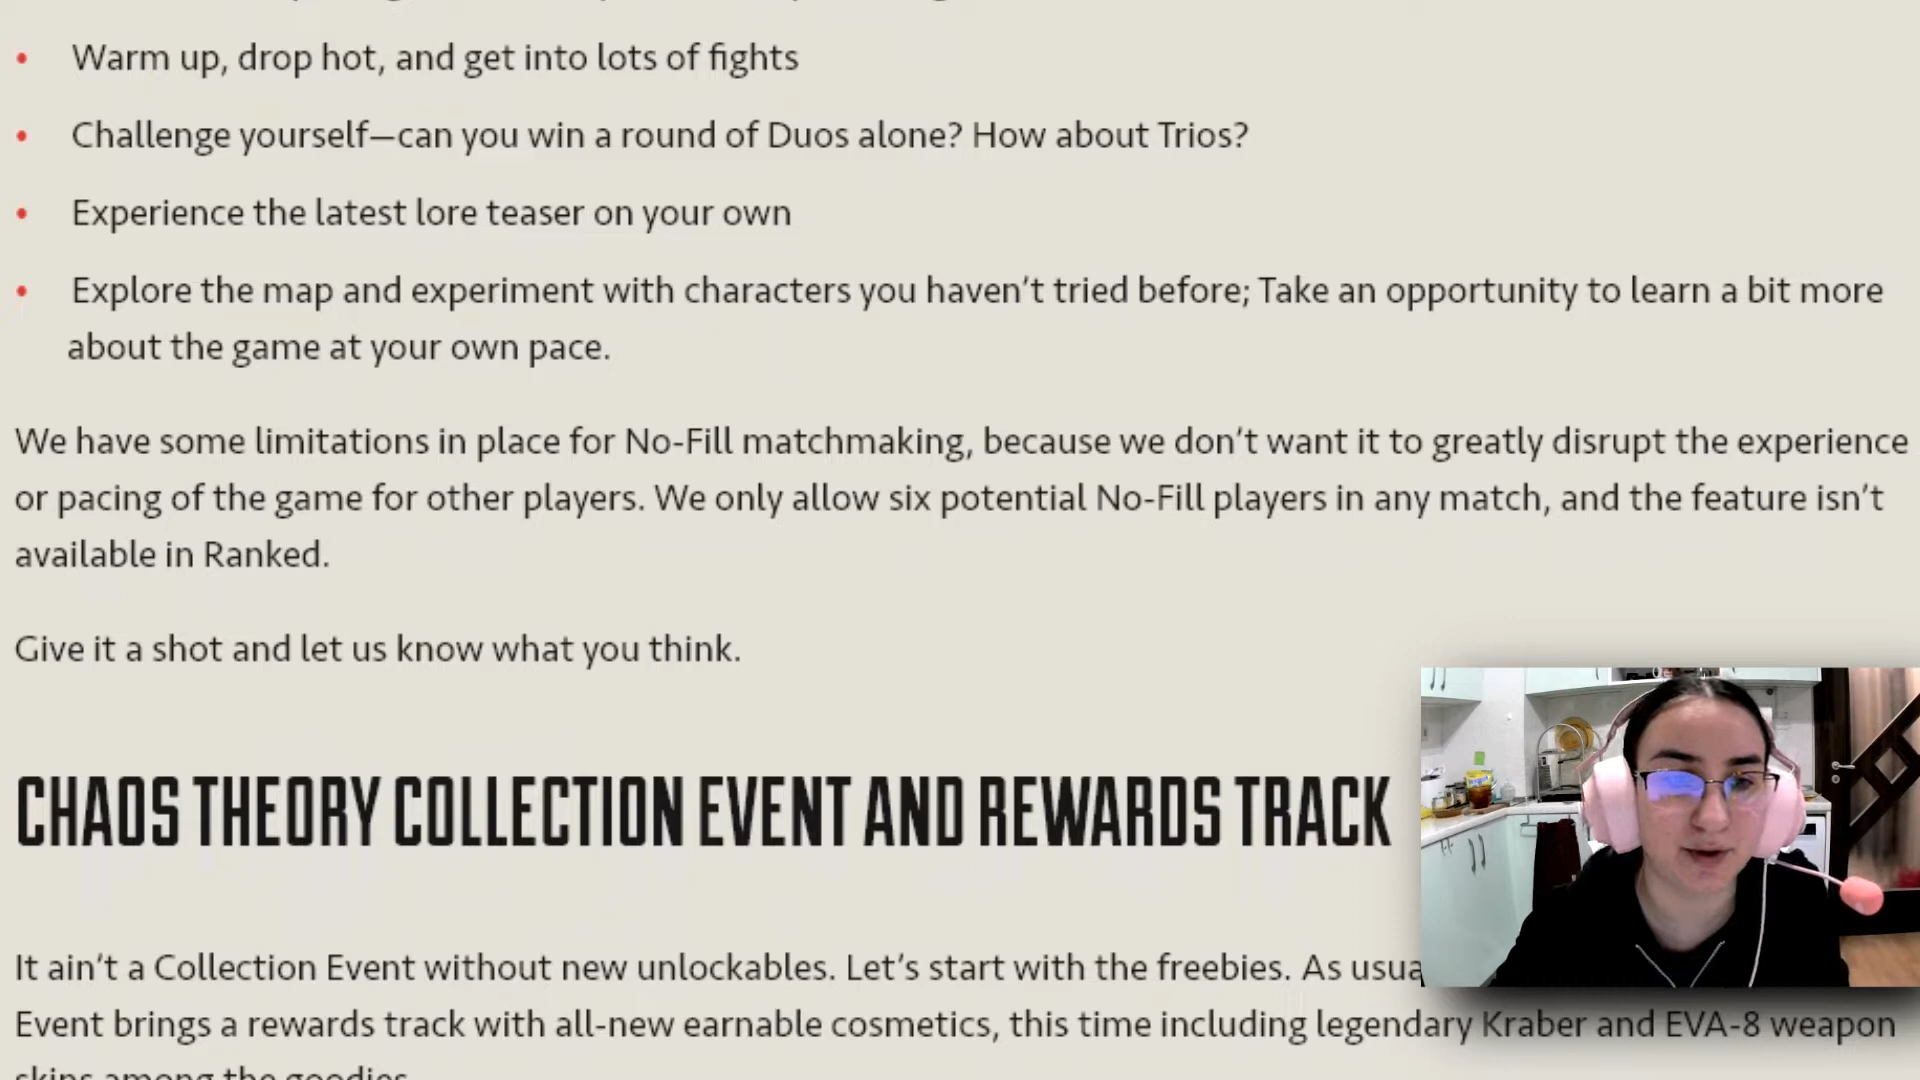 • Warm up, drop hot, and get into lots of fights
• Challenge yourself—can you win a round of Duos alone? How about Trios?
• Experience the latest lore teaser on your own
• Explore the map and experiment with characters you haven’t tried before; Take an opportunity to learn a bit more
about the game at your own pace.
We have some limitations in place for No-Fill matchmaking, because we don’t want it to greatly disrupt the experience
or pacing of the game for other players. We only allow six potential No-Fill players in any match, and the feature isn’t
available in Ranked.
Give it a shot and let us know what you think.
CHAOS THEORY COLLECTION EVENT AND REWARDS TRACK
It ain’t a Collection Event without new unlockables. Let’s start with the freebies. As
Event brings a rewards track with all-new earnable cosmetics, this time including legendary Kraber and EVA-8 weapon
skins among the goodies